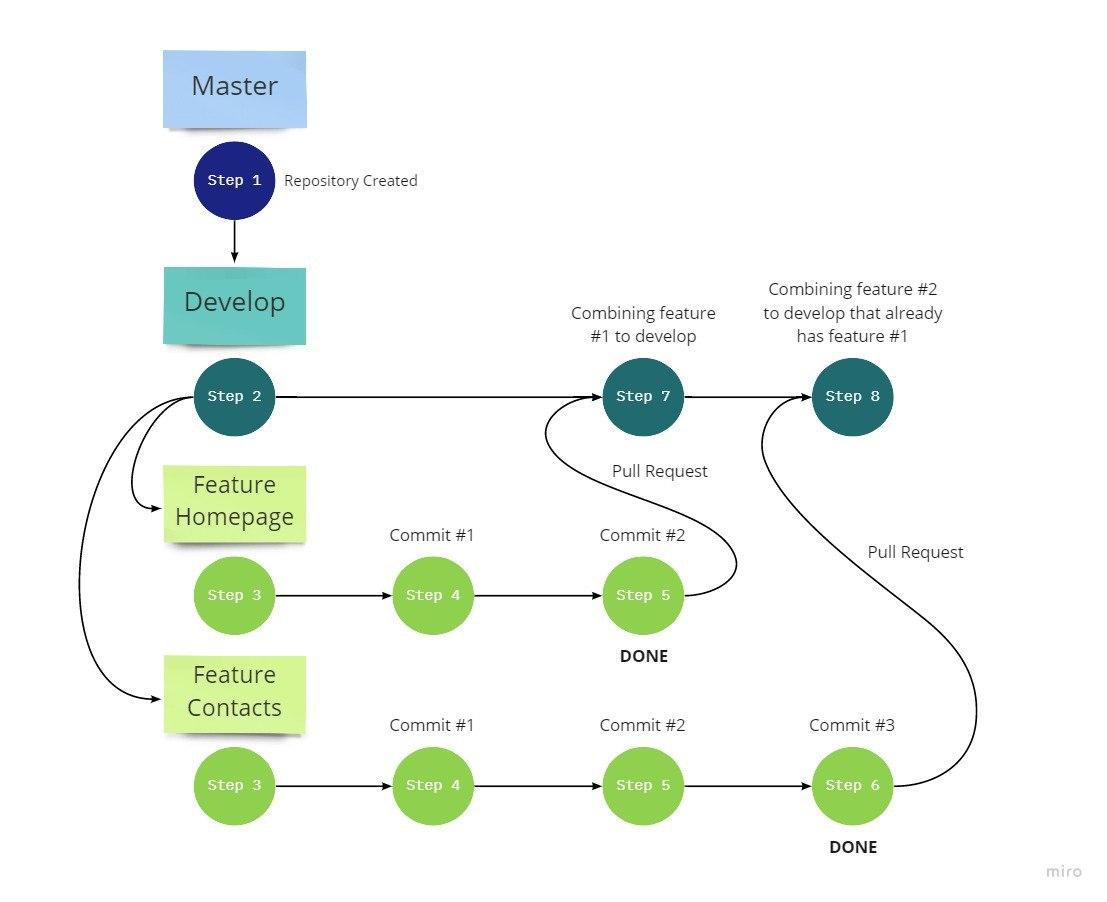 Master
Step 1
Repository Created
Develop
Combining feature
#1 to develop
Combining feature #2
to develop that already
has feature #1
Step 2
Step 7
Step 8
Pull Request
Feature
Homepage
Commit #1
Commit #2
Pull Request
Step 3
Step 4
Step 5
DONE
Feature
Contacts
Commit #1
Commit #2
Commit #3
Step 3
Step 4
Step 5
Step 6
DONE
miro